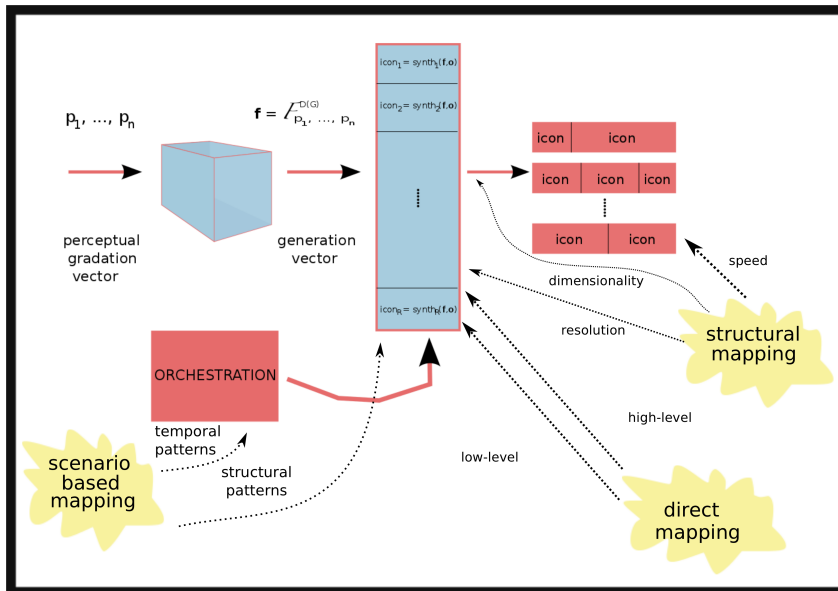 icon₁ = synth₁(f,o)
icon₂ = synth₂(f,o)
p₁, ..., pₙ
f = F^D(G) p₁, ..., pₙ
icon icon
icon icon icon
icon icon
perceptual
gradation
vector
generation
vector
speed
dimensionality
iconR = synthR(f,o)
resolution
structural
mapping
ORCHESTRATION
temporal
patterns
high-level
scenario
based
mapping
structural
patterns
low-level
direct
mapping